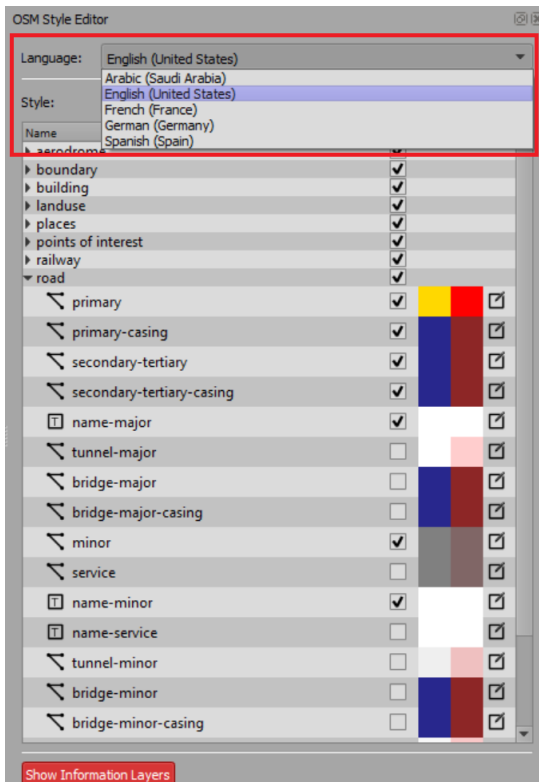 OSM Style Editor
Language: English (United States)
Arabic (Saudi Arabia)
English (United States)
French (France)
German (Germany)
Spanish (Spain)
Style:
Name
aerodrome
boundary
building
landuse
places
points of interest
railway
road
primary
primary-casing
secondary-tertiary
secondary-tertiary-casing
T name-major
tunnel-major
bridge-major
bridge-major-casing
minor
service
T name-minor
T name-service
tunnel-minor
bridge-minor
bridge-minor-casing
Show Information Layers